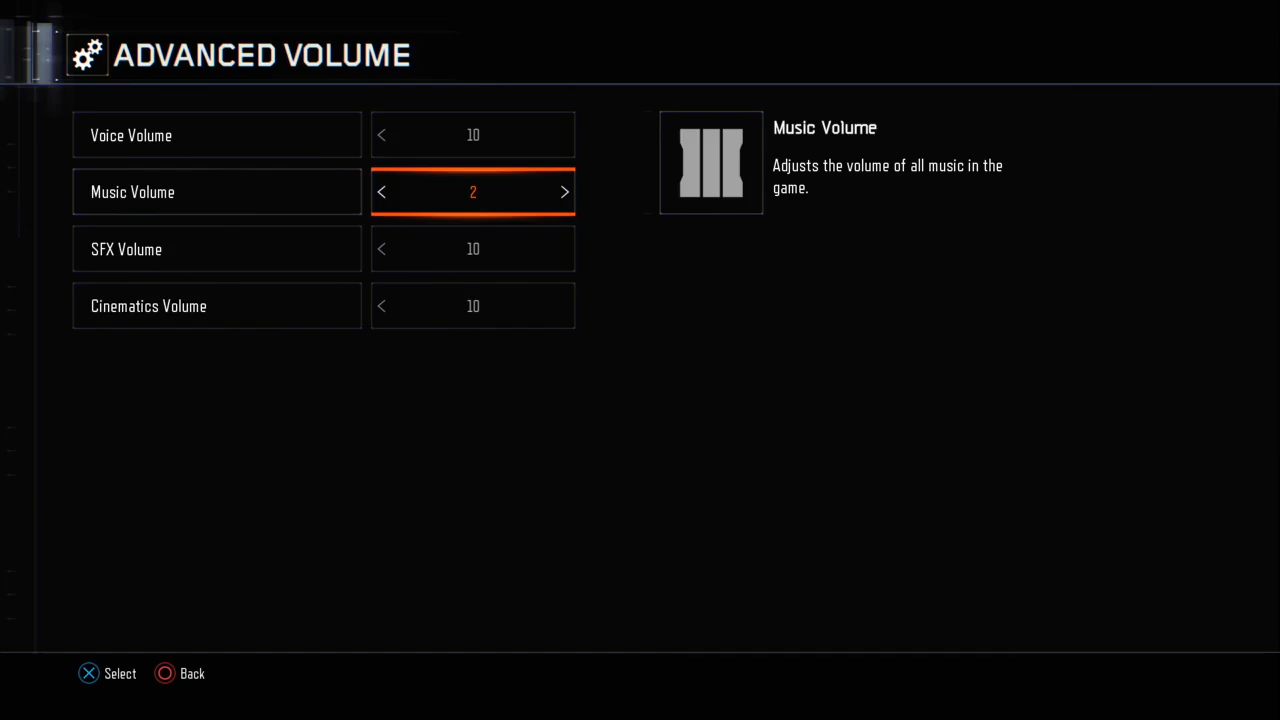 ADVANCED VOLUME
Voice Volume
< 10
Music Volume
< 2 >
SFX Volume
< 10
Cinematics Volume
< 10
Music Volume
Adjusts the volume of all music in the
game.
Select
Back